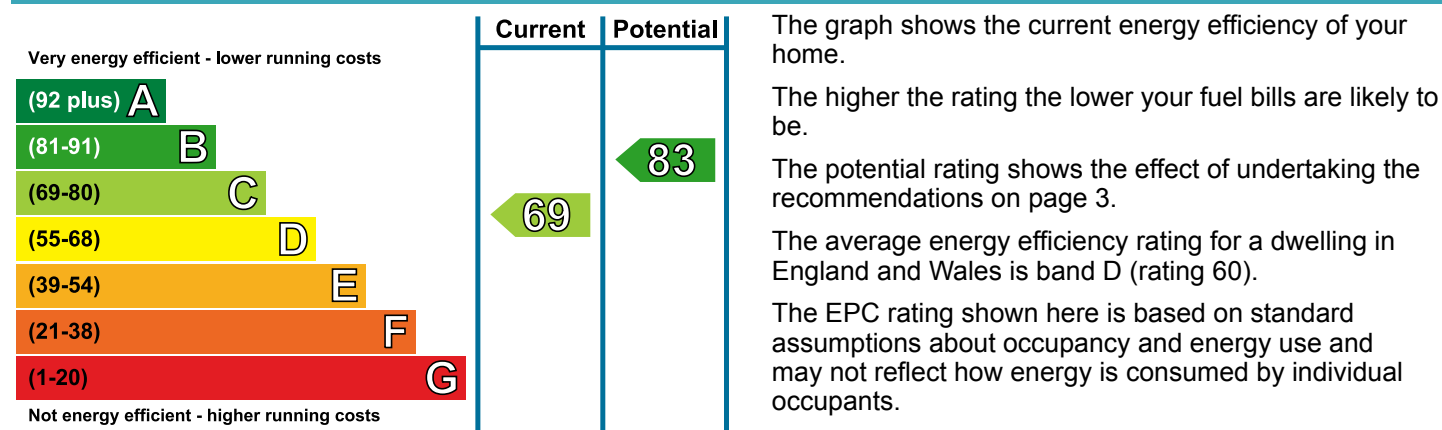 Current Potential
Very energy efficient - lower running costs
(92 plus) A
(81-91) B
83
(69-80) C
69
(55-68) D
(39-54) E
(21-38) F
(1-20) G
Not energy efficient - higher running costs
The graph shows the current energy efficiency of your
home.
The higher the rating the lower your fuel bills are likely to
be.
The potential rating shows the effect of undertaking the
recommendations on page 3.
The average energy efficiency rating for a dwelling in
England and Wales is band D (rating 60).
The EPC rating shown here is based on standard
assumptions about occupancy and energy use and
may not reflect how energy is consumed by individual
occupants.